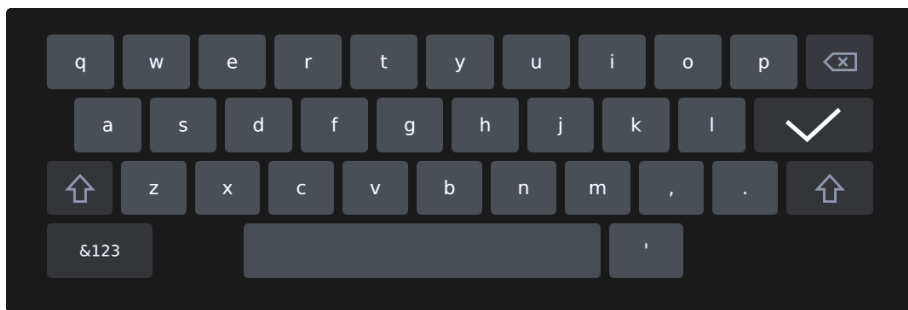 q w e r t y u i o p
a s d f g h j k l
z x c v b n m , .
&123 '